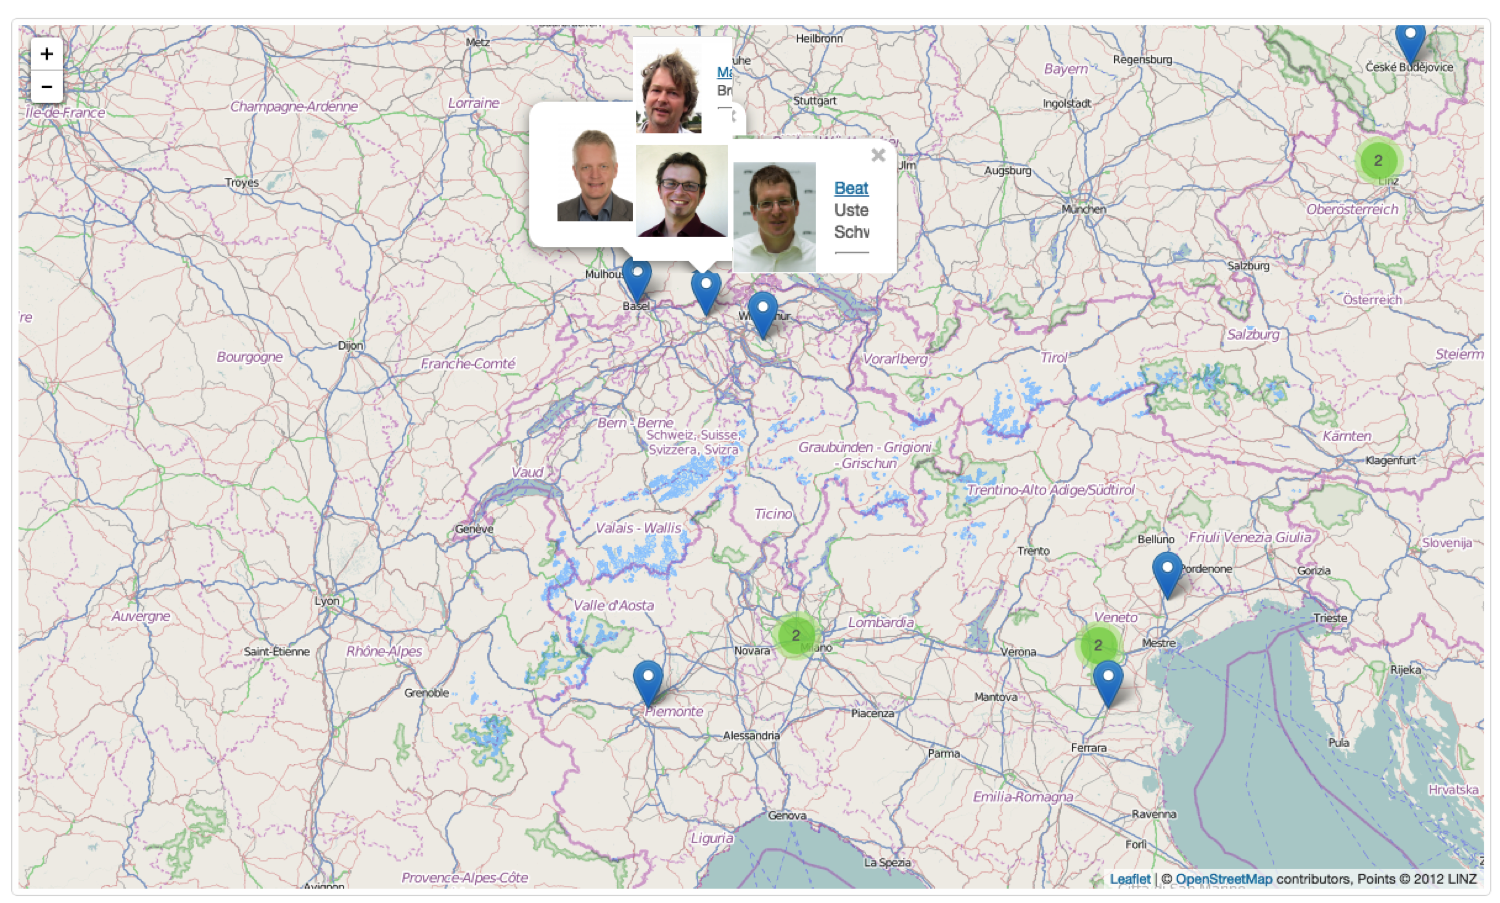 Metz
Heilbronn
uhe
Regensburg
České Budějovice
Bayern
Île-de-France
Champagne-Ardenne
Lorraine
+
-
Ma
Br
Stuttgart
Ingolstadt
×
Troyes
Ulm
Augsburg
2
Linz
Beat
Uste
Schv
München
Oberösterreich
Mulhous
Basel
Salzburg
Österreich
Bourgogne
Dijon
Franche-Comté
Vorarlberg
Tirol
Salzburg
Steierm
Bern - Berne
Schweiz, Suisse,
Svizzera, Svizra
Graubünden - Grigioni
- Grischun
Kärnten
Klagenfurt
Vaud
Trentino-Alto Adige/Südtirol
Genève
Valais - Wallis
Ticino
Trento
Belluno
Friuli Venezia Giulia
Slovenija
Pordenone
Gorizia
Auvergne
Lyon
Valle d'Aosta
Lombardia
Veneto
Trieste
Saint-Étienne
Rhône-Alpes
Novara
2
Milano
Verona
2
Mestre
Rijeka
Grenoble
Piemonte
Piacenza
Mantova
Alessandria
Parma
Ferrara
Pula
Emilia-Romagna
Hrvatska
Genova
Ravenna
Liguria
Forlì
La Spezia
Provence-Alpes-Côte
Avignon
Leaflet | © OpenStreetMap contributors, Points © 2012 LINZ